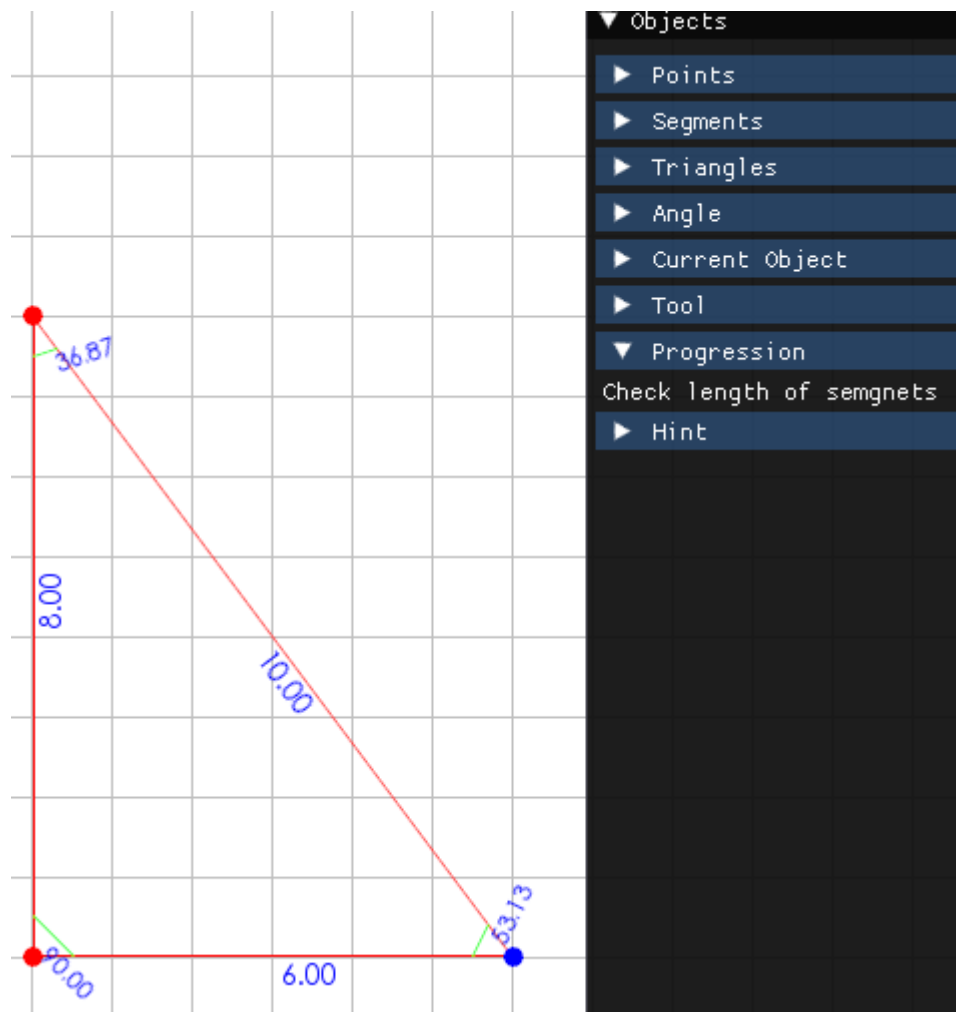 Objects
Points
Segments
Triangles
Angle
Current Object
Tool
Progression
Check length of semgnets
Hint
36.87
8.00
10.00
53.13
90.00
6.00